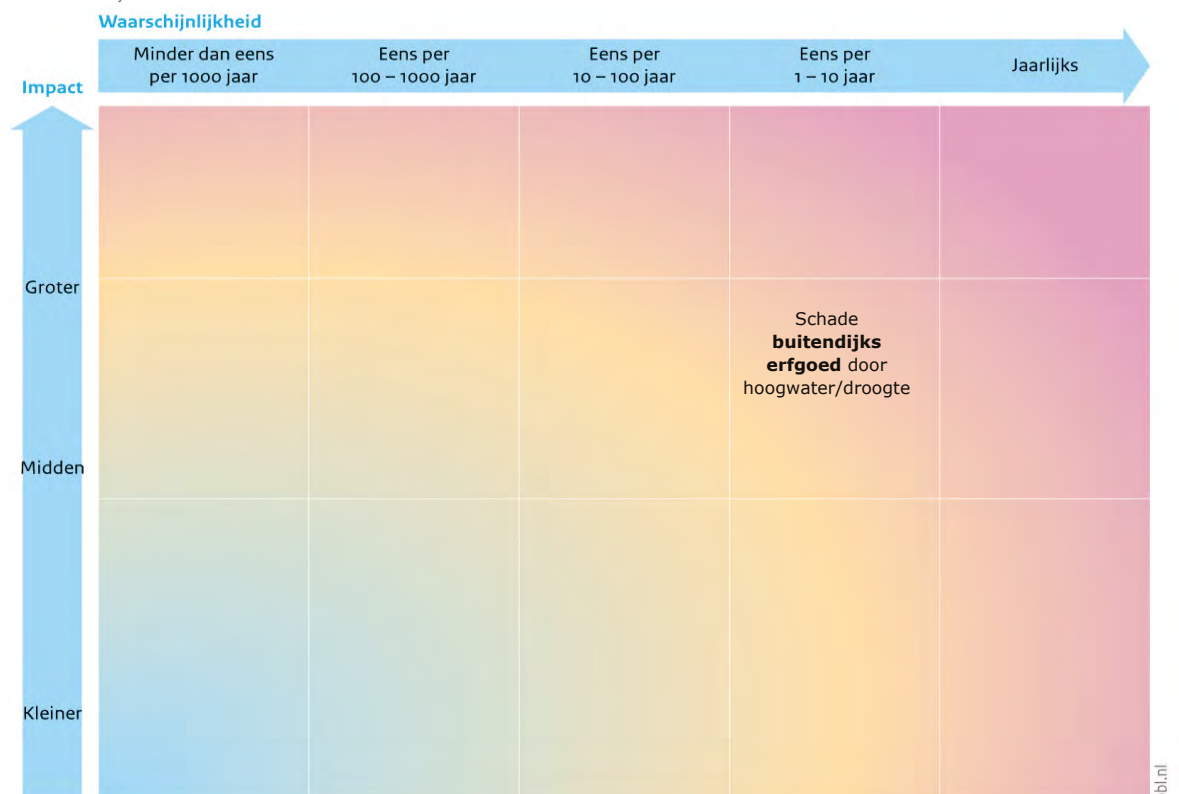 Waarschijnlijkheid
Minder dan eens
per 1000 jaar
Eens per
100 – 1000 jaar
Eens per
10 – 100 jaar
Eens per
1 – 10 jaar
Jaarlijks
Impact
Groter
Schade
buitendijks
erfgoed door
hoogwater/droogte
Midden
Kleiner